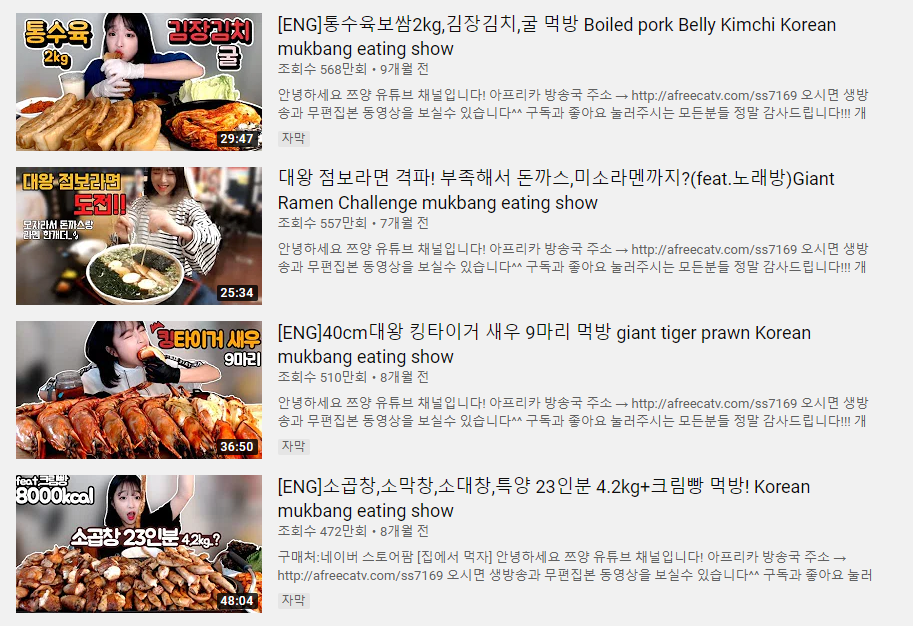 통수육
2kg
김장김치
굴
29:47
[ENG]통수육보쌈2kg,김장김치,굴 먹방 Boiled pork Belly Kimchi Korean
mukbang eating show
조회수 568만회 • 9개월 전
안녕하세요 쯔양 유튜브 채널입니다! 아프리카 방송국 주소 → http://afreecatv.com/ss7169 오시면 생방
송과 무편집본 동영상을 보실수 있습니다^^ 구독과 좋아요 눌러주시는 모든분들 정말 감사드립니다!!! 개
자막
대왕 점보라면
도전!!
모자라서 돈까스랑
라멘 한개더..
25:34
대왕 점보라면 격파! 부족해서 돈까스,미소라멘까지?(feat.노래방)Giant
Ramen Challenge mukbang eating show
조회수 557만회 • 7개월 전
안녕하세요 쯔양 유튜브 채널입니다! 아프리카 방송국 주소 → http://afreecatv.com/ss7169 오시면 생방
송과 무편집본 동영상을 보실수 있습니다^^ 구독과 좋아요 눌러주시는 모든분들 정말 감사드립니다!!! 개
킹타이거 새우
9마리
36:50
[ENG]40cm대왕 킹타이거 새우 9마리 먹방 giant tiger prawn Korean
mukbang eating show
조회수 510만회 • 8개월 전
안녕하세요 쯔양 유튜브 채널입니다! 아프리카 방송국 주소 → http://afreecatv.com/ss7169 오시면 생방
송과 무편집본 동영상을 보실수 있습니다^^ 구독과 좋아요 눌러주시는 모든분들 정말 감사드립니다!!! 개
자막
feat.크림빵
8000kcal
소곱창 23인분 4.2kg..?
48:04
[ENG]소곱창,소막창,소대창,특양 23인분 4.2kg+크림빵 먹방! Korean
mukbang eating show
조회수 472만회 • 8개월 전
구매처:네이버 스토어팜 [집에서 먹자] 안녕하세요 쯔양 유튜브 채널입니다! 아프리카 방송국 주소 →
http://afreecatv.com/ss7169 오시면 생방송과 무편집본 동영상을 보실수 있습니다^^ 구독과 좋아요 눌러
자막